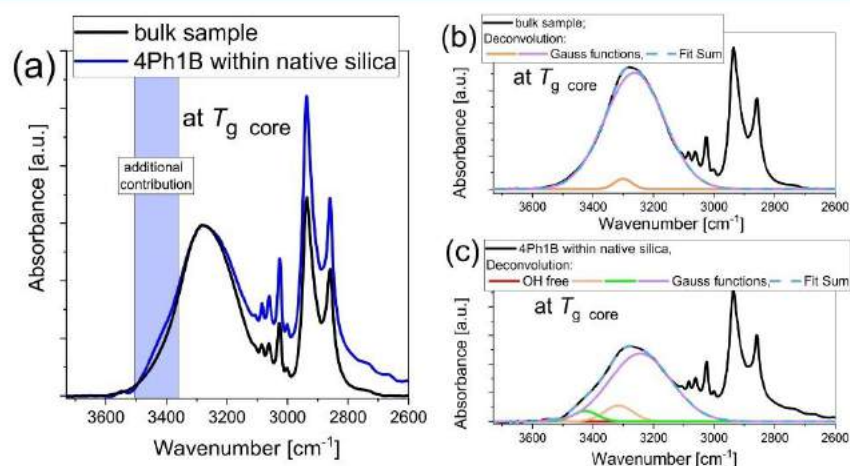 (a)
bulk sample
4Ph1B within native silica
at Tg core
additional
contribution
Absorbance [a.u.]
3600 3400 3200 3000 2800 2600
Wavenumber [cm⁻¹]
(b)
bulk sample;
Deconvolution:
Gauss functions, Fit Sum
at Tg core
Absorbance [a.u.]
3600 3400 3200 3000 2800 2600
Wavenumber [cm⁻¹]
(c)
4Ph1B within native silica,
Deconvolution:
OH free Gauss functions, Fit Sum
at Tg core
Absorbance [a.u.]
3600 3400 3200 3000 2800 2600
Wavenumber [cm⁻¹]